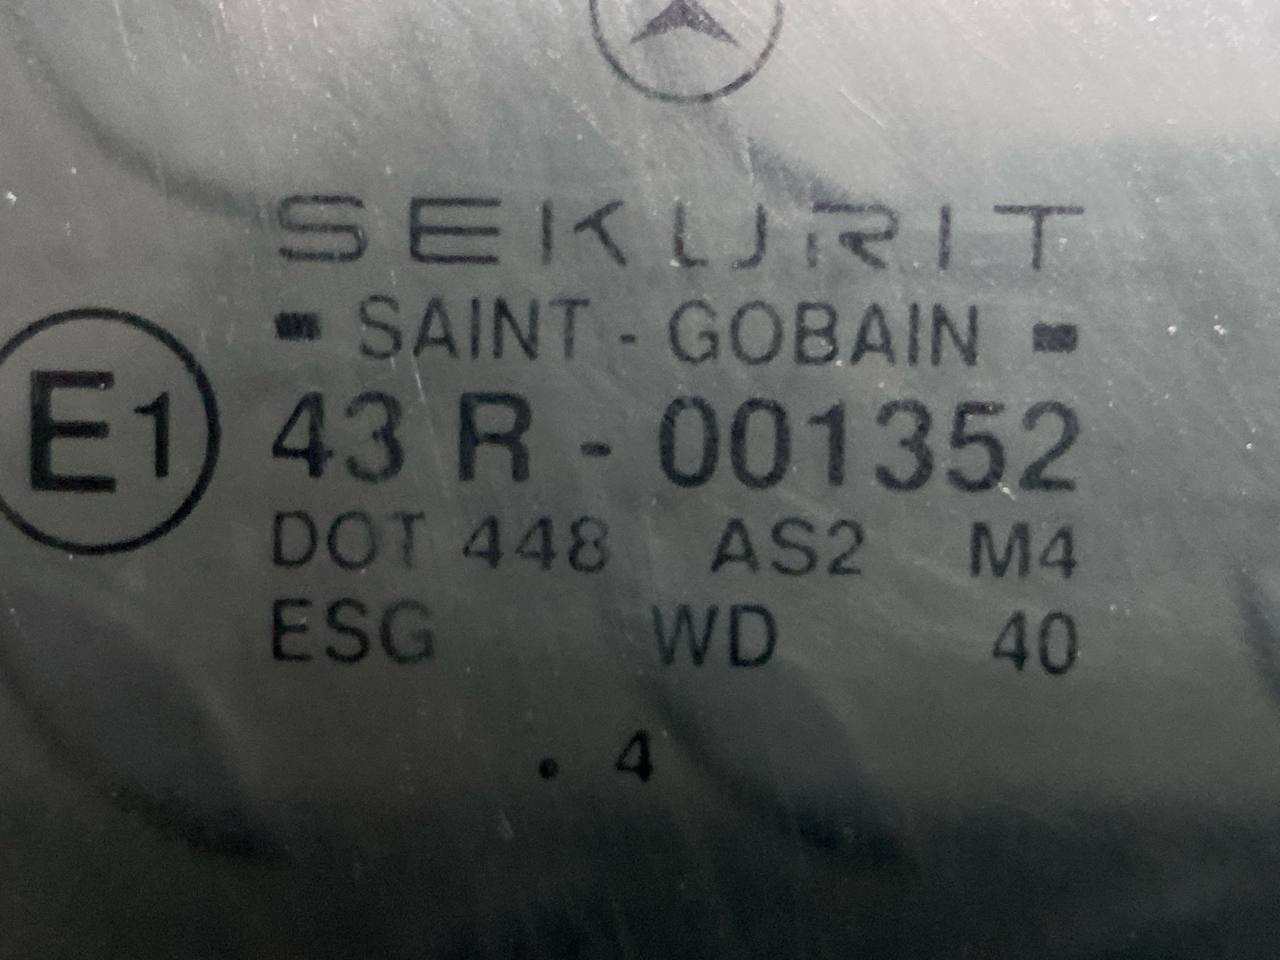 SEKURIT
SAINT - GOBAIN
E1 43 R - 001352
DOT 448 AS2 M4
ESG WD 40
. 4